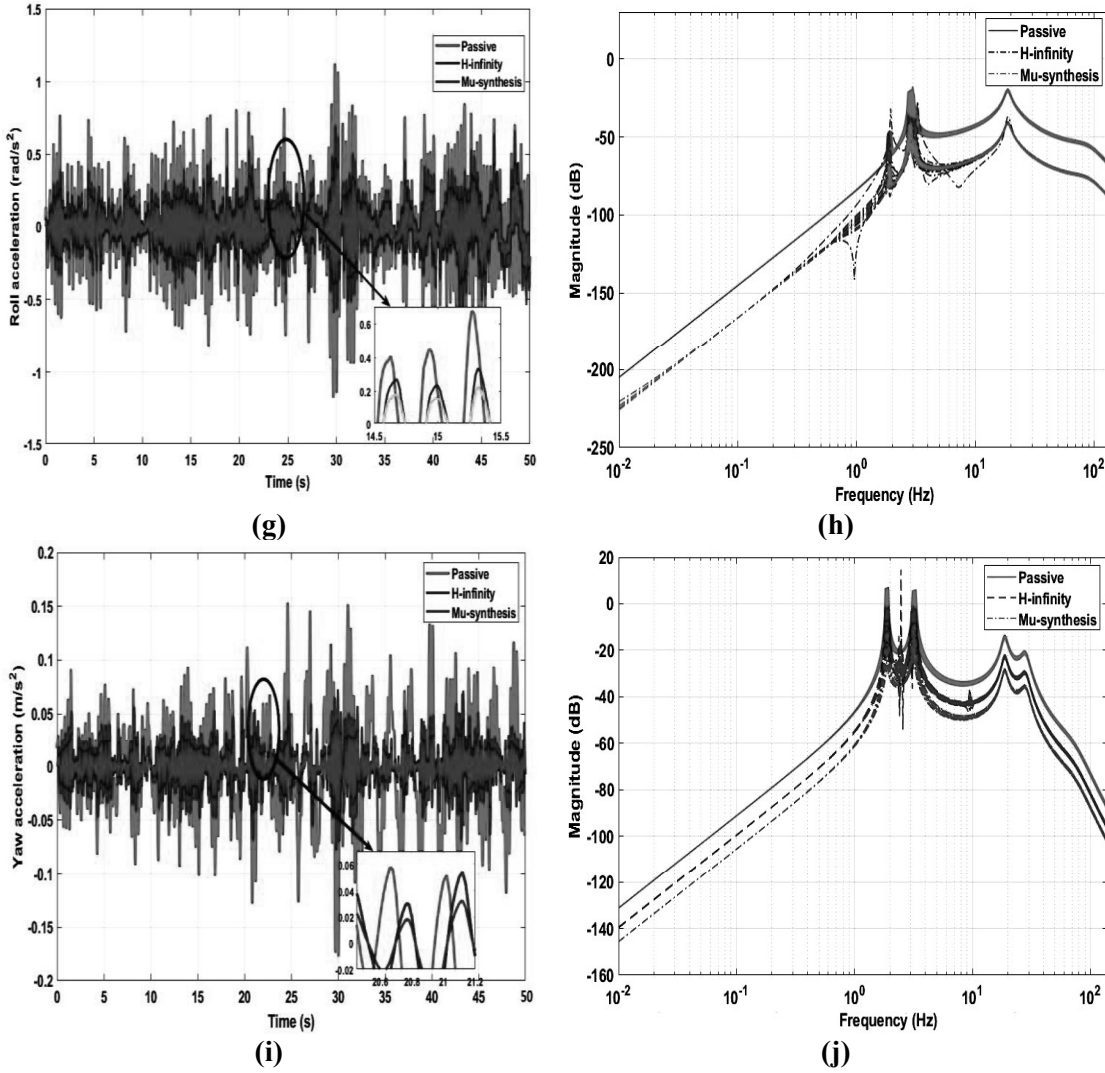 1.5
1
0.5
0
-0.5
-1
-1.5
Roll acceleration (rad/s²)
Passive
H-infinity
Mu-synthesis
0.6
0.4
0.2
0
14.5 15 15.5
0 5 10 15 20 25 30 35 40 45 50
Time (s)
(g)
0
-50
-100
-150
-200
-250
Magnitude (dB)
Passive
H-infinity
Mu-synthesis
10⁻² 10⁻¹ 10⁰ 10¹ 10²
Frequency (Hz)
(h)
0.2
0.15
0.1
0.05
0
-0.05
-0.1
-0.15
-0.2
Yaw acceleration (m/s²)
Passive
H-infinity
Mu-synthesis
0.06
0.04
0.02
0
-0.02
20.6 20.8 21 21.2
0 5 10 15 20 25 30 35 40 45 50
Time (s)
(i)
20
0
-20
-40
-60
-80
-100
-120
-140
-160
Magnitude (dB)
Passive
H-infinity
Mu-synthesis
10⁻² 10⁻¹ 10⁰ 10¹ 10²
Frequency (Hz)
(j)